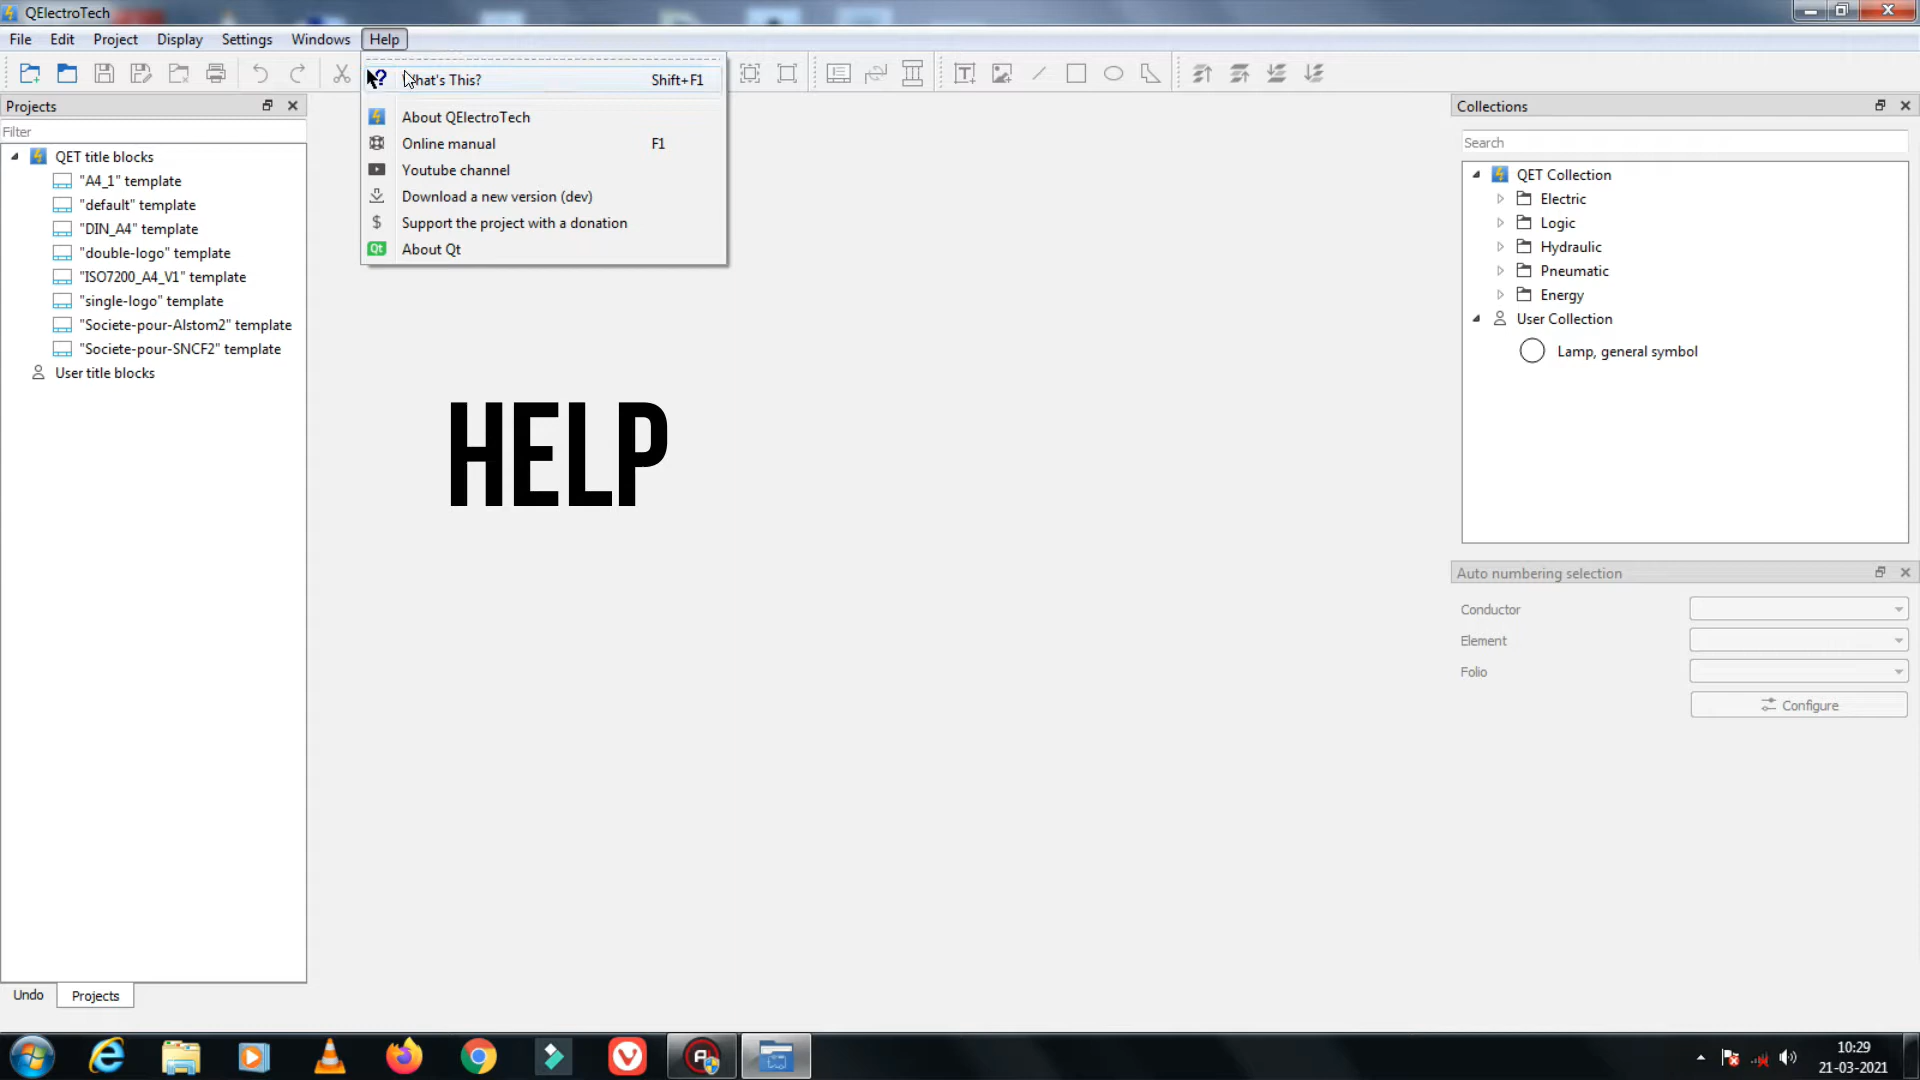 QElectroTech
File Edit Project Display Settings Windows Help
What's This? Shift+F1
About QElectroTech
Online manual F1
Youtube channel
Download a new version (dev)
Support the project with a donation
Qt About Qt
Projects
Filter
QET title blocks
"A4_1" template
"default" template
"DIN_A4" template
"double-logo" template
"ISO7200_A4_V1" template
"single-logo" template
"Societe-pour-Alstom2" template
"Societe-pour-SNCF2" template
User title blocks
HELP
Collections
Search
QET Collection
Electric
Logic
Hydraulic
Pneumatic
Energy
User Collection
Lamp, general symbol
Auto numbering selection
Conductor
Element
Folio
Configure
Undo Projects
10:29
21-03-2021